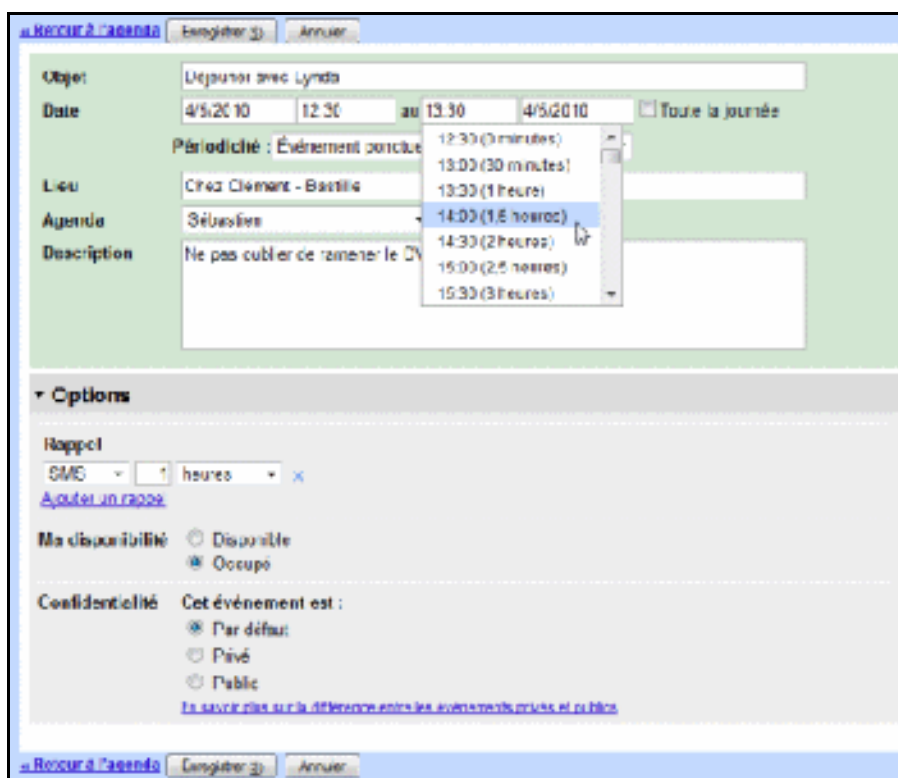 « Retour à l'agenda Enregistrer Annuler
Objet Déjeuner avec Lynda
Date 4/5/2010 12:30 au 13:30 4/5/2010 Toute la journée
Périodicité : Événement ponctue
12:30 (0 minutes)
13:00 (30 minutes)
13:30 (1 heure)
14:00 (1,5 heures)
14:30 (2 heures)
15:00 (2,5 heures)
15:30 (3 heures)
Lieu Chez Clement - Bastille
Agenda Sébastien
Description Ne pas oublier de ramener le CV
Options
Rappel
SMS 1 heures x
Ajouter un rappel
Ma disponibilité Disponible
Occupé
Confidentialité Cet événement est :
Par défaut
Privé
Public
En savoir plus sur la différence entre les événements privés et publics
« Retour à l'agenda Enregistrer Annuler